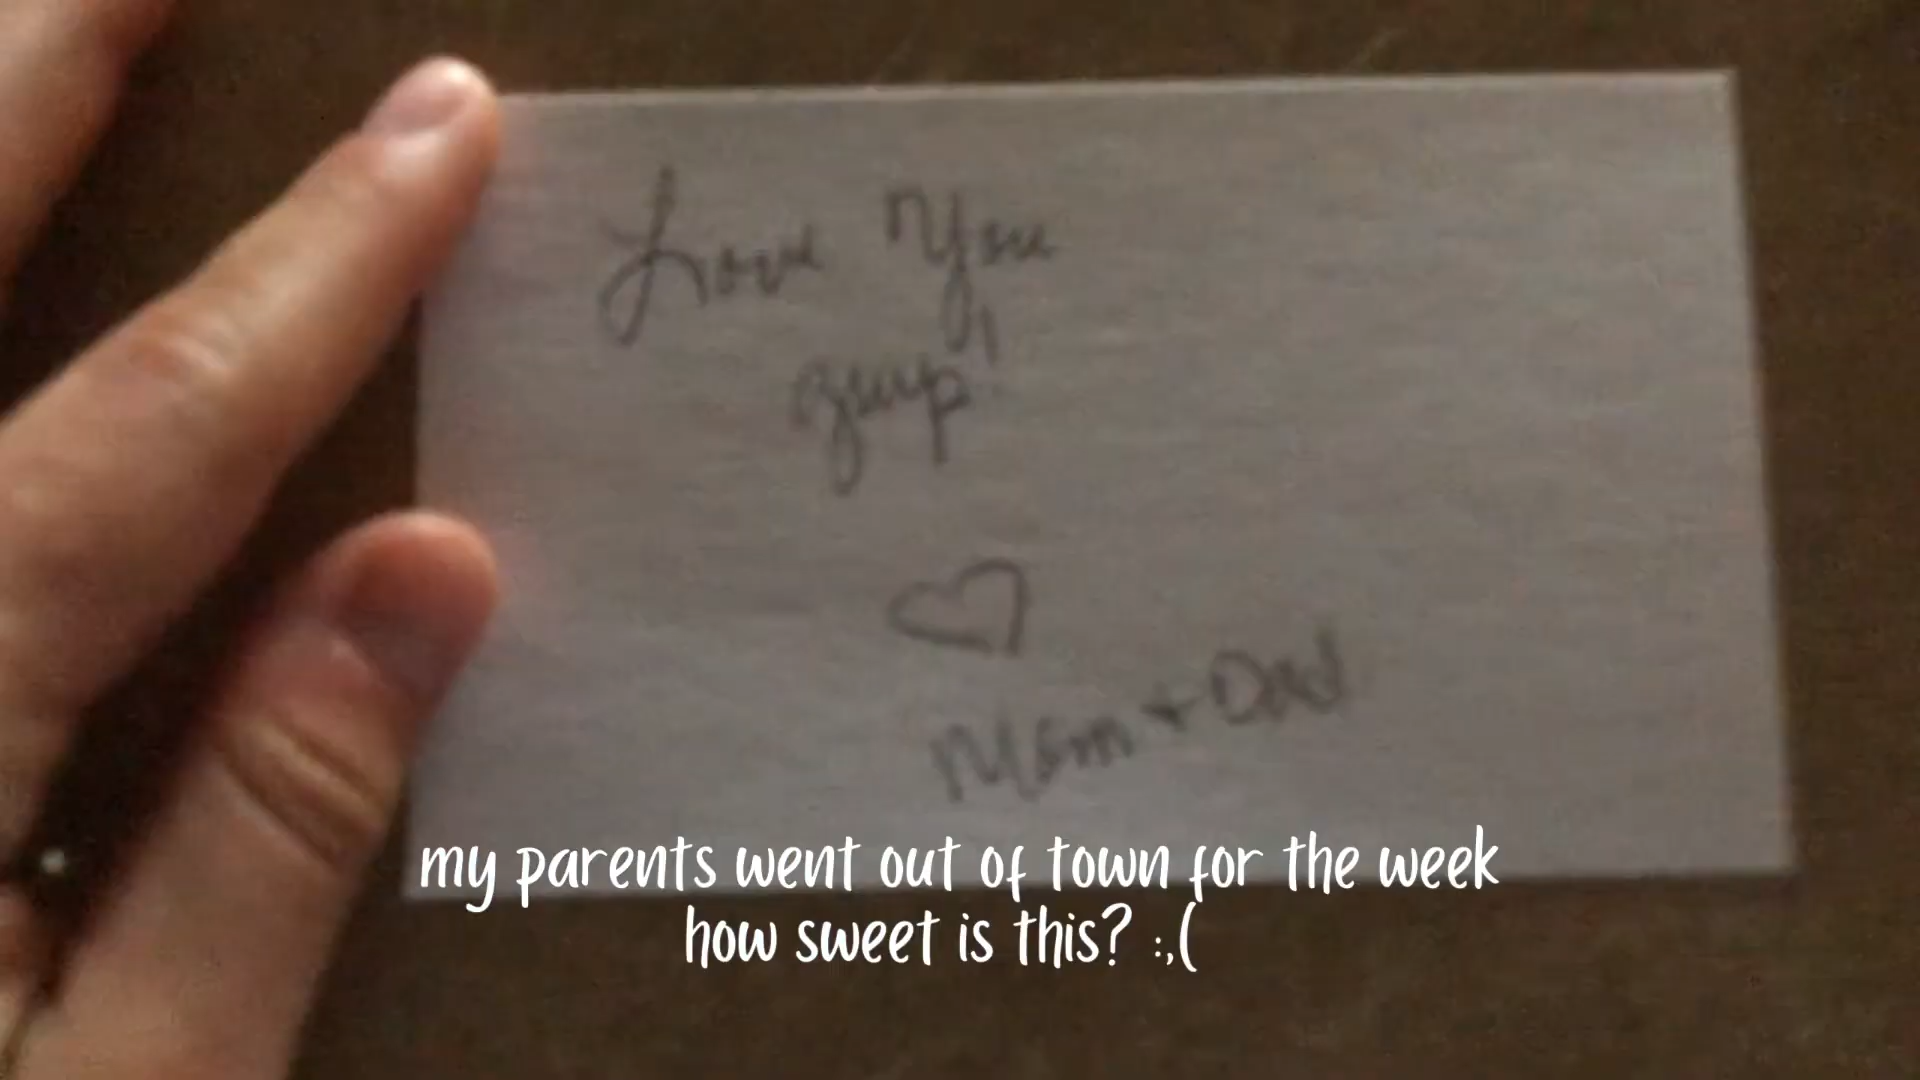 Love You
Mom + Dad
my parents went out of town for the week
how sweet is this? :,(